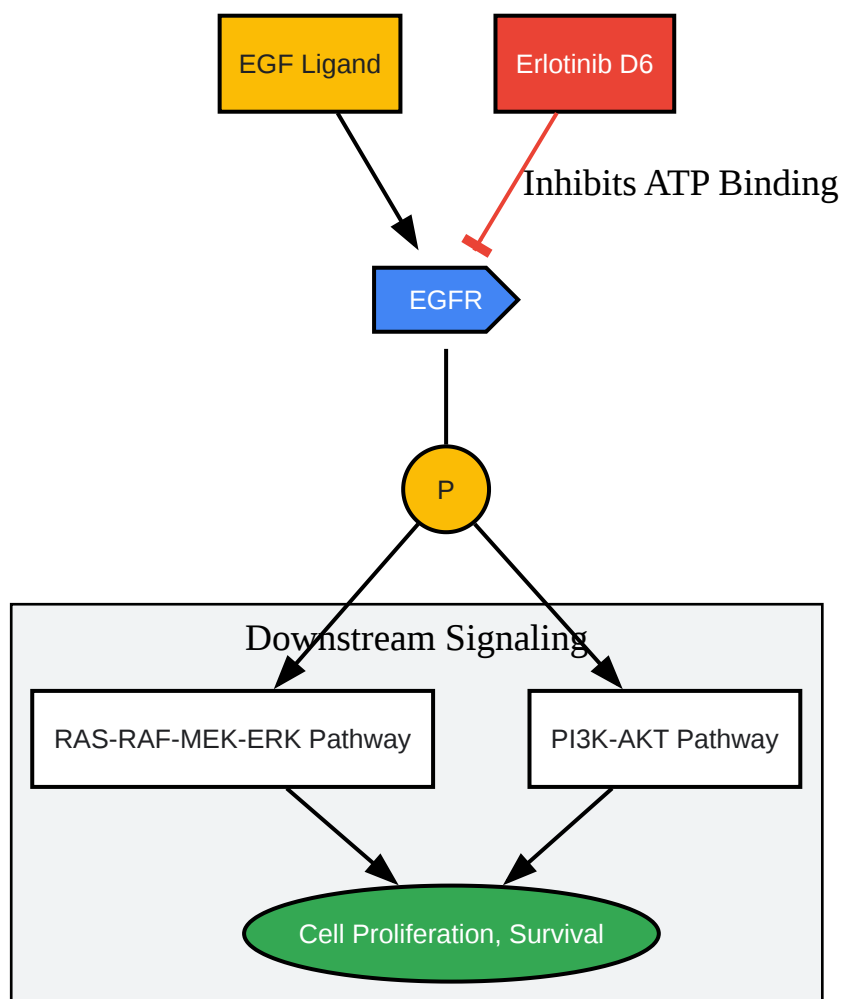 EGF Ligand
Erlotinib D6
Inhibits ATP Binding
EGFR
P
Downstream Signaling
RAS-RAF-MEK-ERK Pathway
PI3K-AKT Pathway
Cell Proliferation, Survival